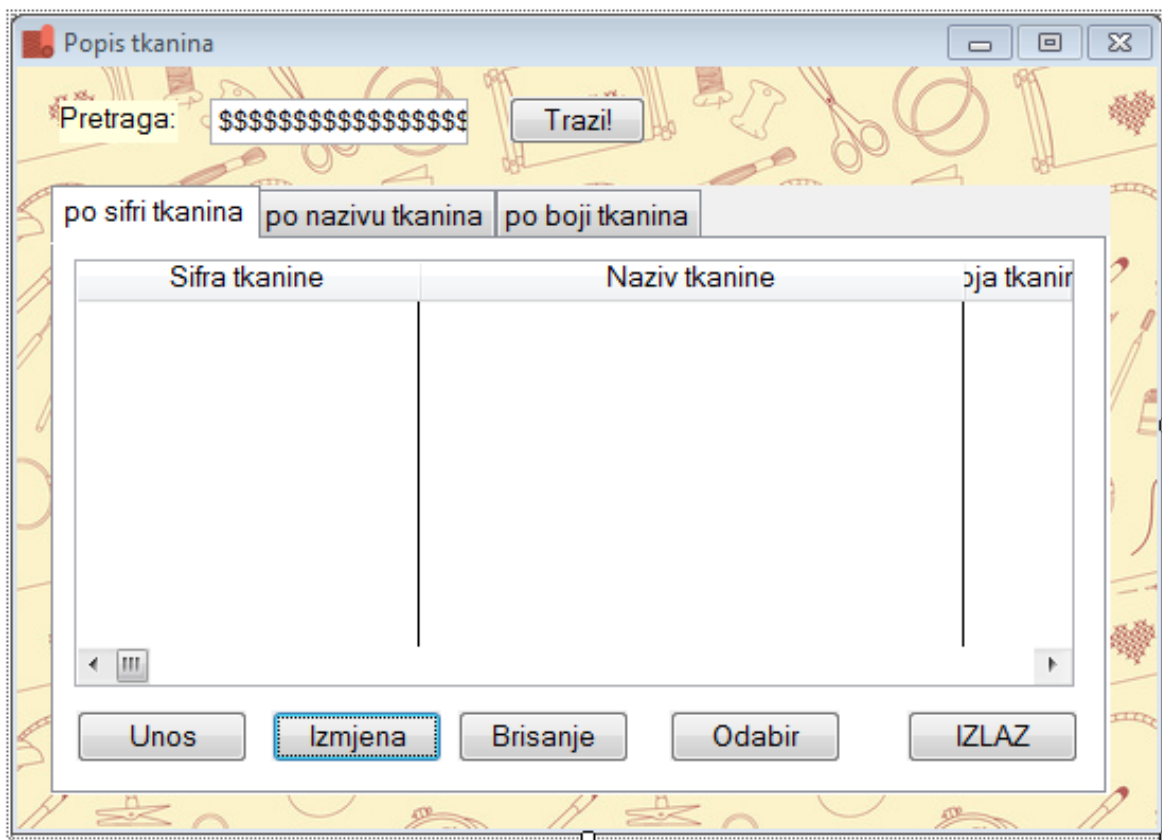 Popis tkanina
Pretraga: $$$$$$$$$$$$$$$$$ Trazi!
po sifri tkanina po nazivu tkanina po boji tkanina
Sifra tkanine Naziv tkanine oja tkanin
Unos Izmjena Brisanje Odabir IZLAZ